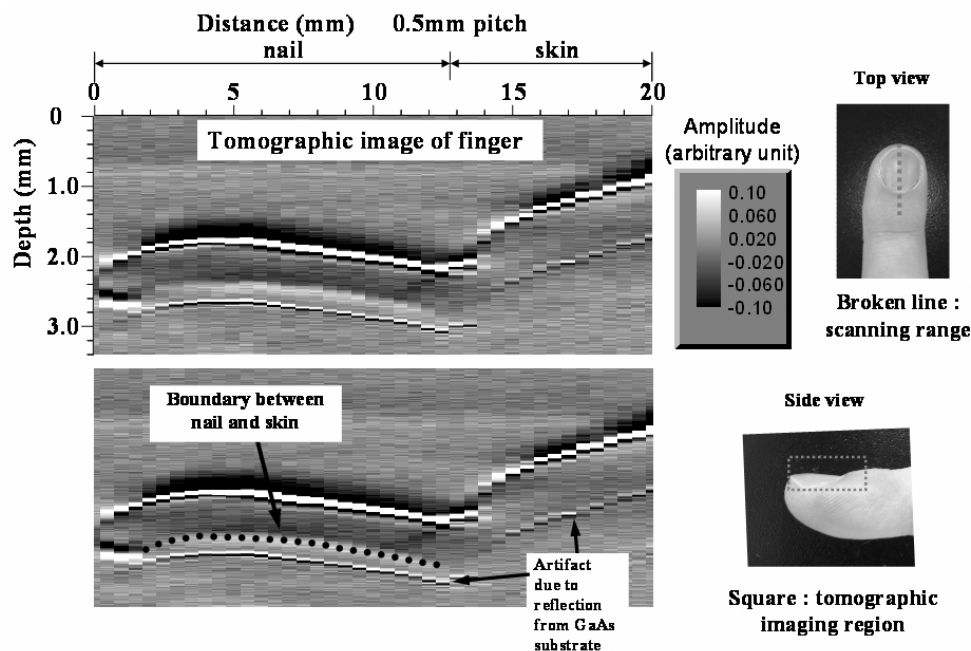 Distance (mm) 0.5mm pitch
nail skin
0 5 10 15 20
Depth (mm)
0
1.0
2.0
3.0
Tomographic image of finger
Amplitude
(arbitrary unit)
0.10
0.060
0.020
-0.020
-0.060
-0.10
Top view
Broken line :
scanning range
Boundary between
nail and skin
Artifact
due to
reflection
from GaAs
substrate
Side view
Square : tomographic
imaging region